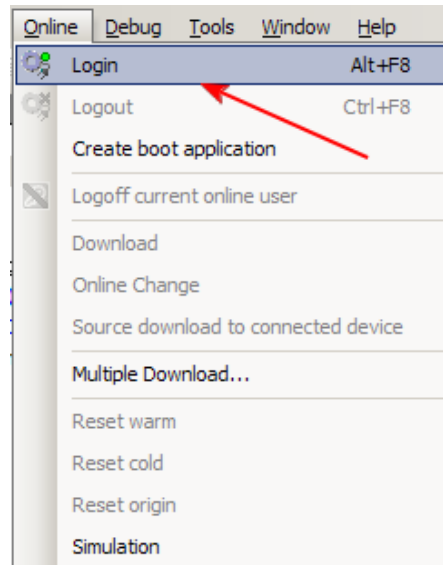 Online Debug Tools Window Help
Login Alt+F8
Logout Ctrl+F8
Create boot application
Logoff current online user
Download
Online Change
Source download to connected device
Multiple Download...
Reset warm
Reset cold
Reset origin
Simulation